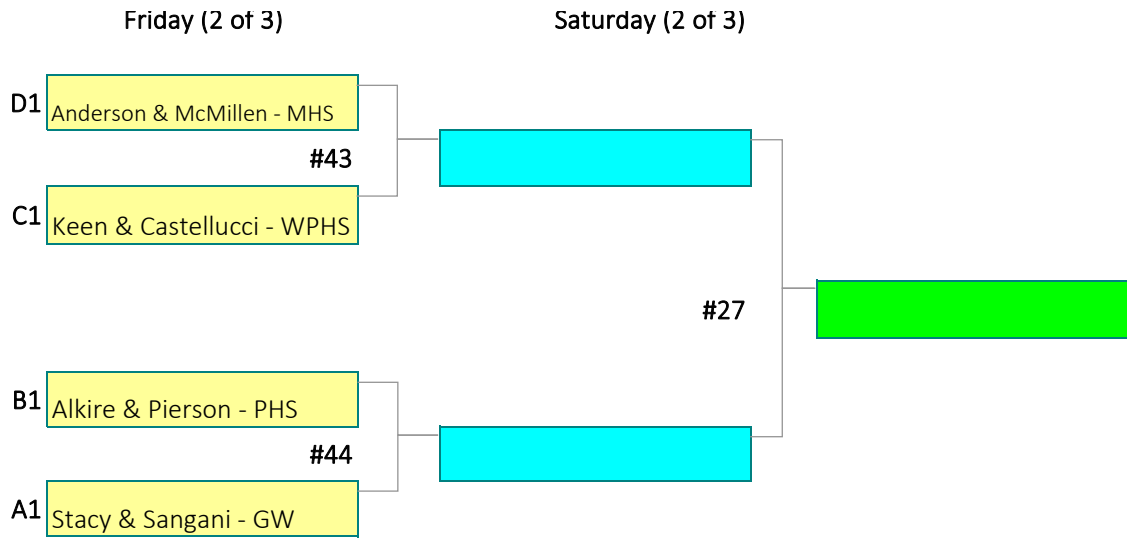 Friday (2 of 3) Saturday (2 of 3)
D1 Anderson & McMillen - MHS
#43
C1 Keen & Castellucci - WPHS
#27
B1 Alkire & Pierson - PHS
#44
A1 Stacy & Sangani - GW